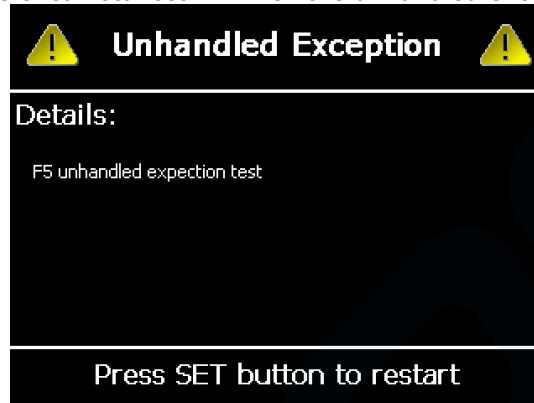 Unhandled Exception
Details:
F5 unhandled expection test
Press SET button to restart